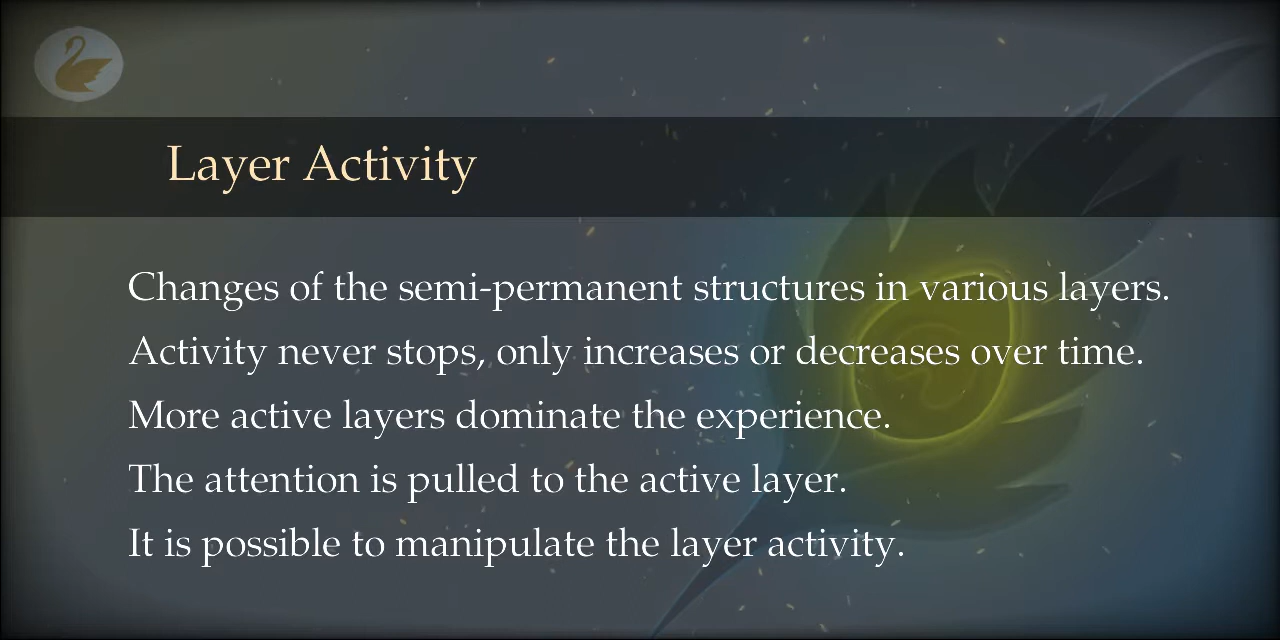 Layer Activity
Changes of the semi-permanent structures in various layers.
Activity never stops, only increases or decreases over time.
More active layers dominate the experience.
The attention is pulled to the active layer.
It is possible to manipulate the layer activity.